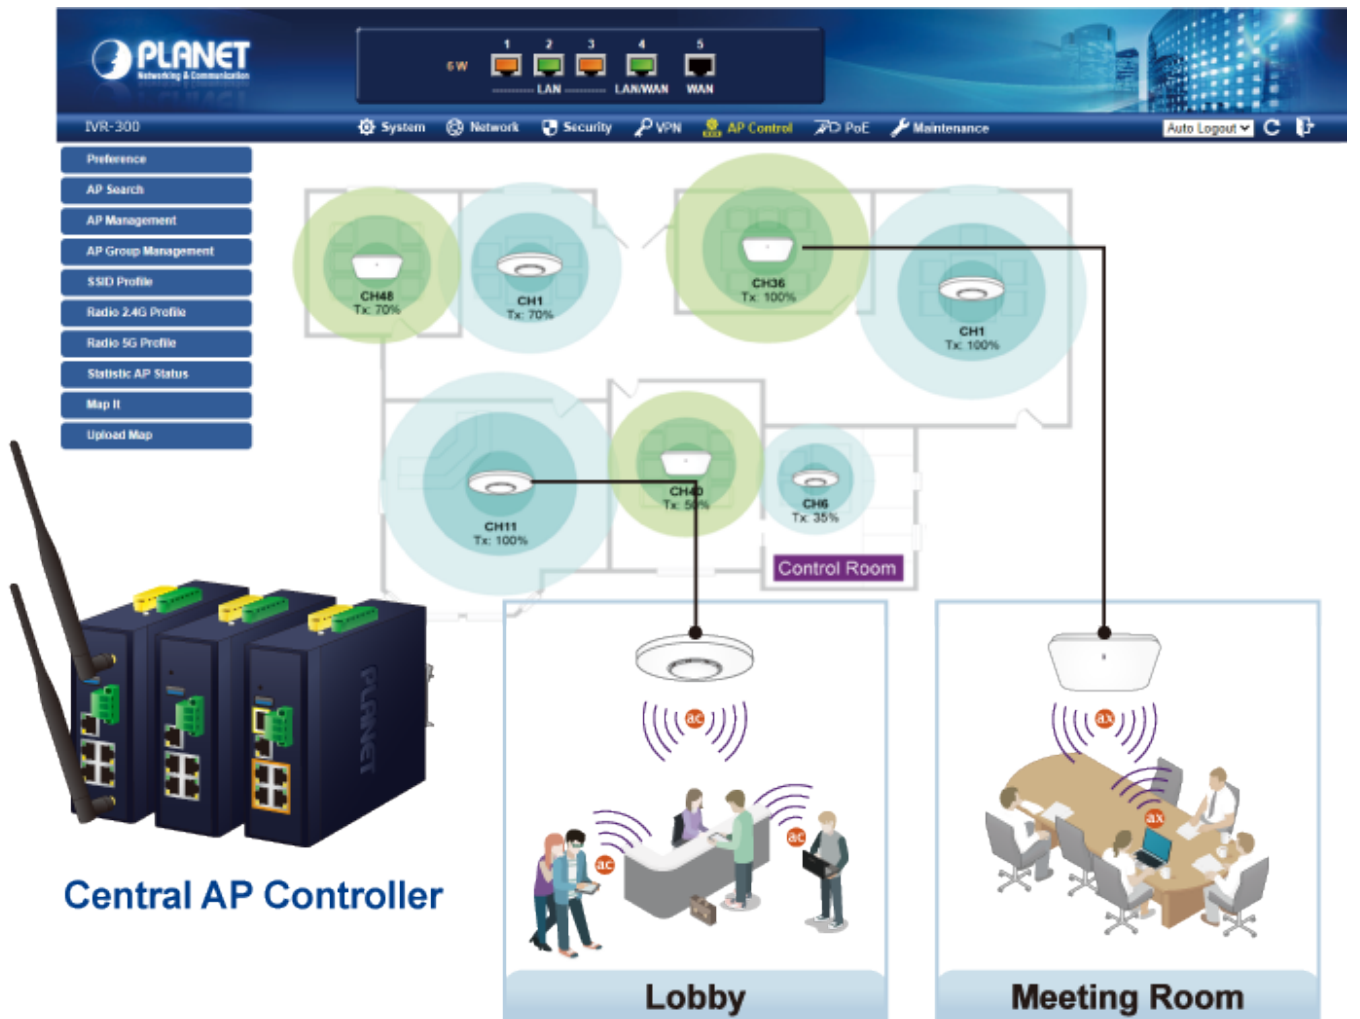 PLANET
Networking & Communication
6 W
1 2 3 4 5
LAN LAN/WAN WAN
IVR-300
System Network Security VPN AP Control PoE Maintenance
Auto Logout
Preference
AP Search
AP Management
AP Group Management
SSID Profile
Radio 2.4G Profile
Radio 5G Profile
Statistic AP Status
Map It
Upload Map
CH48
Tx: 70%
CH1
Tx: 70%
CH36
Tx: 100%
CH1
Tx: 100%
CH11
Tx: 100%
CH40
Tx: 50%
CH6
Tx: 35%
Control Room
PLANET
Central AP Controller
ac
ac
ac
Lobby
ax
ax
Meeting Room